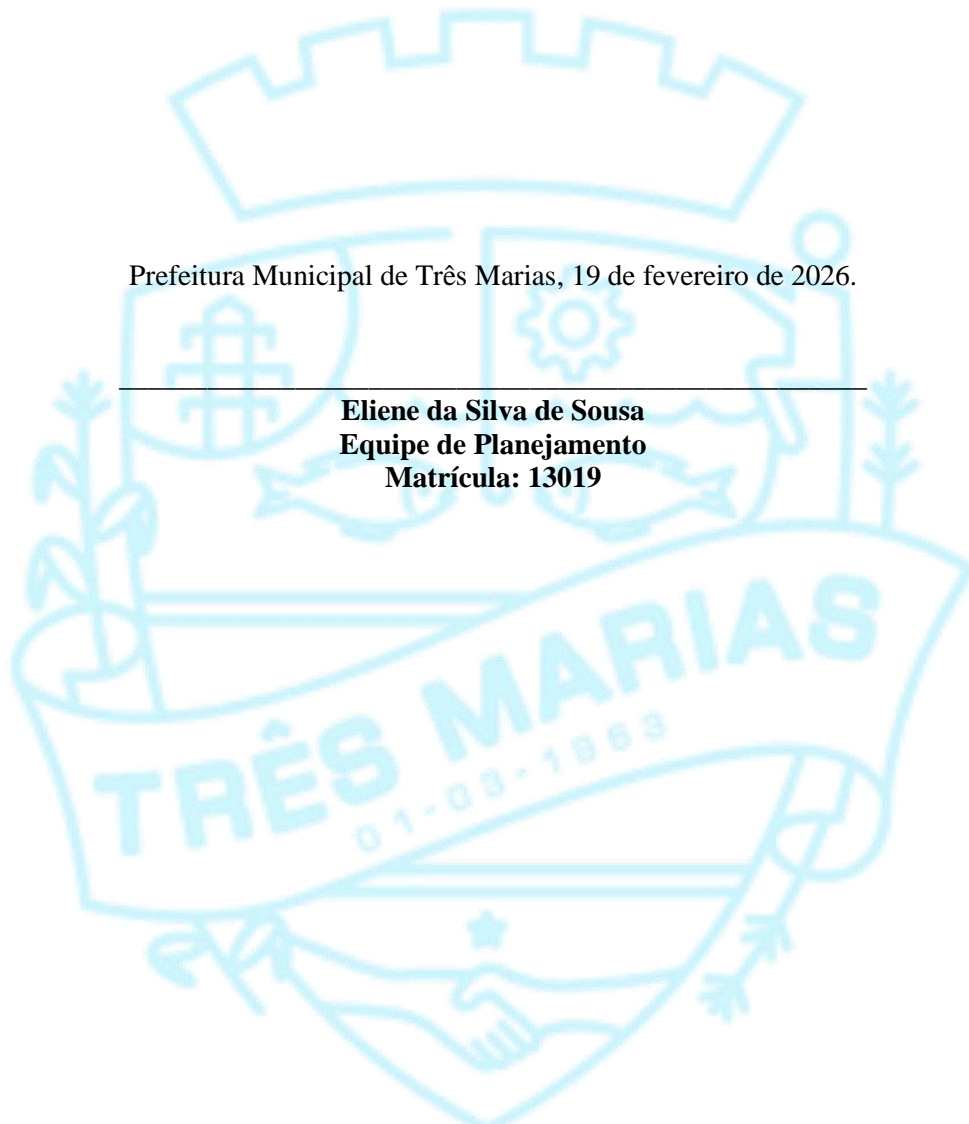 Prefeitura Municipal de Três Marias, 19 de fevereiro de 2026.
Eliene da Silva de Sousa
Equipe de Planejamento
Matrícula: 13019
TRÊS MARIAS
01-03-1963